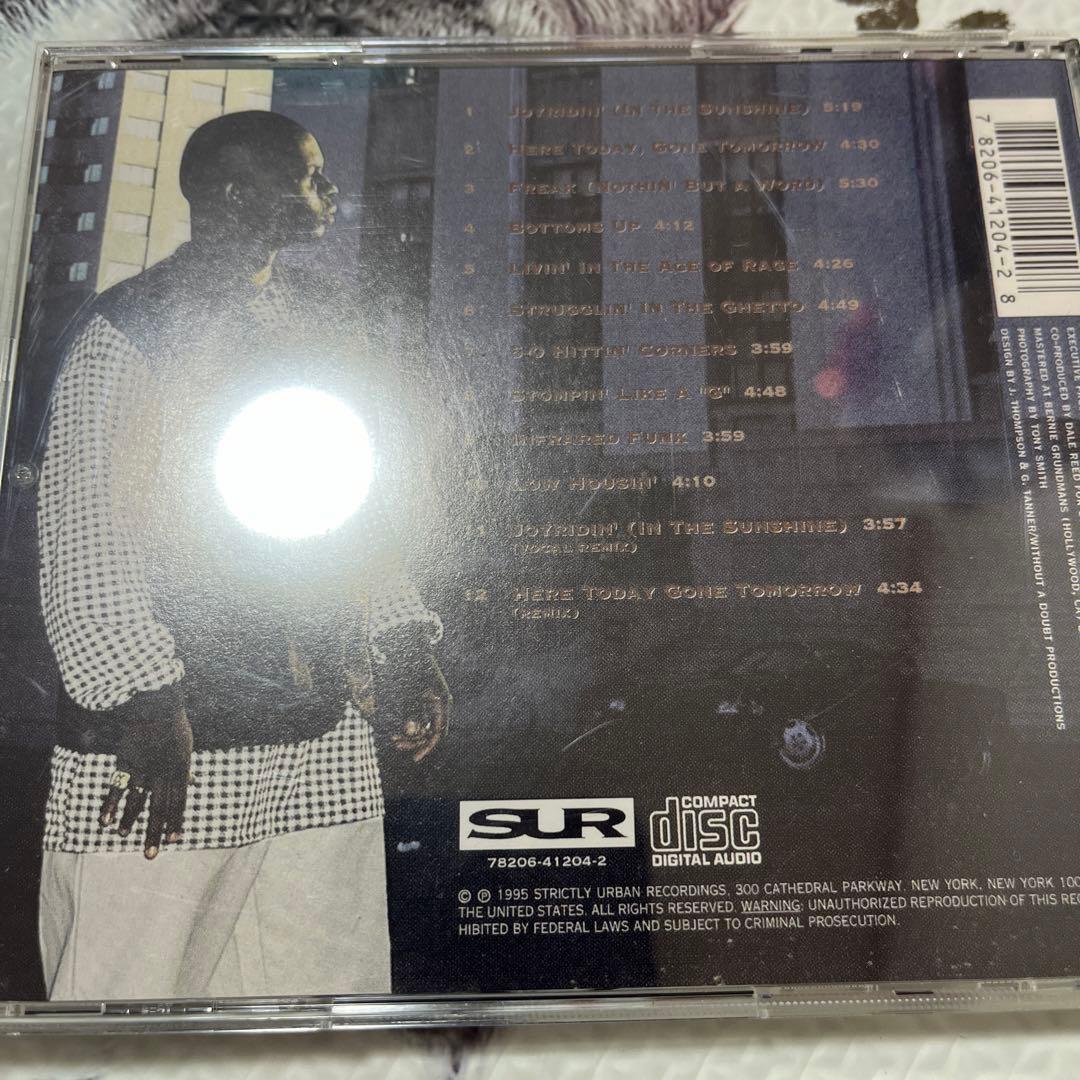 1 Joyridin' (In The Sunshine) 5:19
2 Here Today, Gone Tomorrow 4:30
3 Freak (Nothin' But A Word) 5:30
4 Bottoms Up 4:12
5 Livin' In The Age of Rage 4:26
6 Strugglin' In The Ghetto 4:49
6-0 Hittin' Corners 3:59
Stompin' Like A "G" 4:48
Infrared Funk 3:59
Low Housin' 4:10
Joyridin' (In The Sunshine) 3:57
(Vocal Remix)
12 Here Today Gone Tomorrow 4:34
(Remix)
7 8206-41204-2 8
EXECUTIVE
CO-PRODUCED BY DALE REED
MASTERED AT BERNIE GRUNDMANS (HOLLYWOOD,
PHOTOGRAPHY BY TONY SMITH
DESIGN BY J. THOMPSON & G. TANNER/WITHOUT A DOUBT PRODUCTIONS
SUR
78206-41204-2
COMPACT
disc
DIGITAL AUDIO
© ℗ 1995 STRICTLY URBAN RECORDINGS, 300 CATHEDRAL PARKWAY, NEW YORK, NEW YORK 100
THE UNITED STATES. ALL RIGHTS RESERVED. WARNING: UNAUTHORIZED REPRODUCTION OF THIS REC
HIBITED BY FEDERAL LAWS AND SUBJECT TO CRIMINAL PROSECUTION.